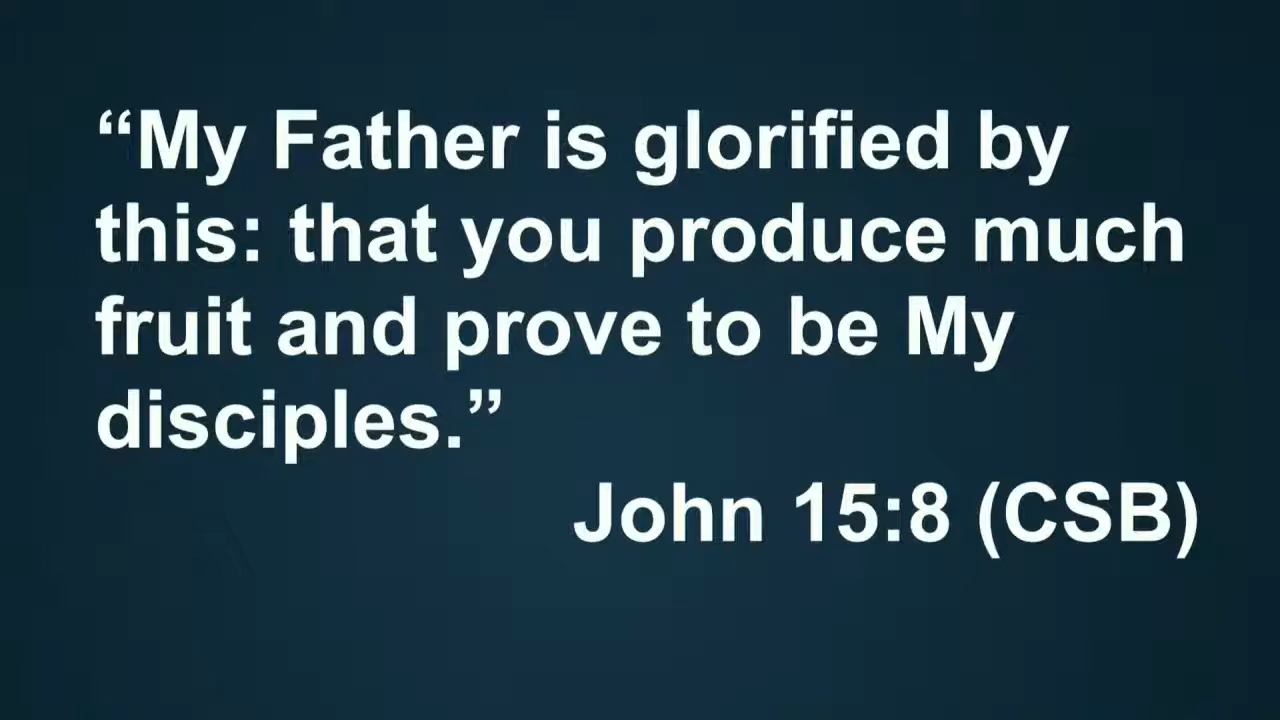 “My Father is glorified by
this: that you produce much
fruit and prove to be My
disciples.”
John 15:8 (CSB)